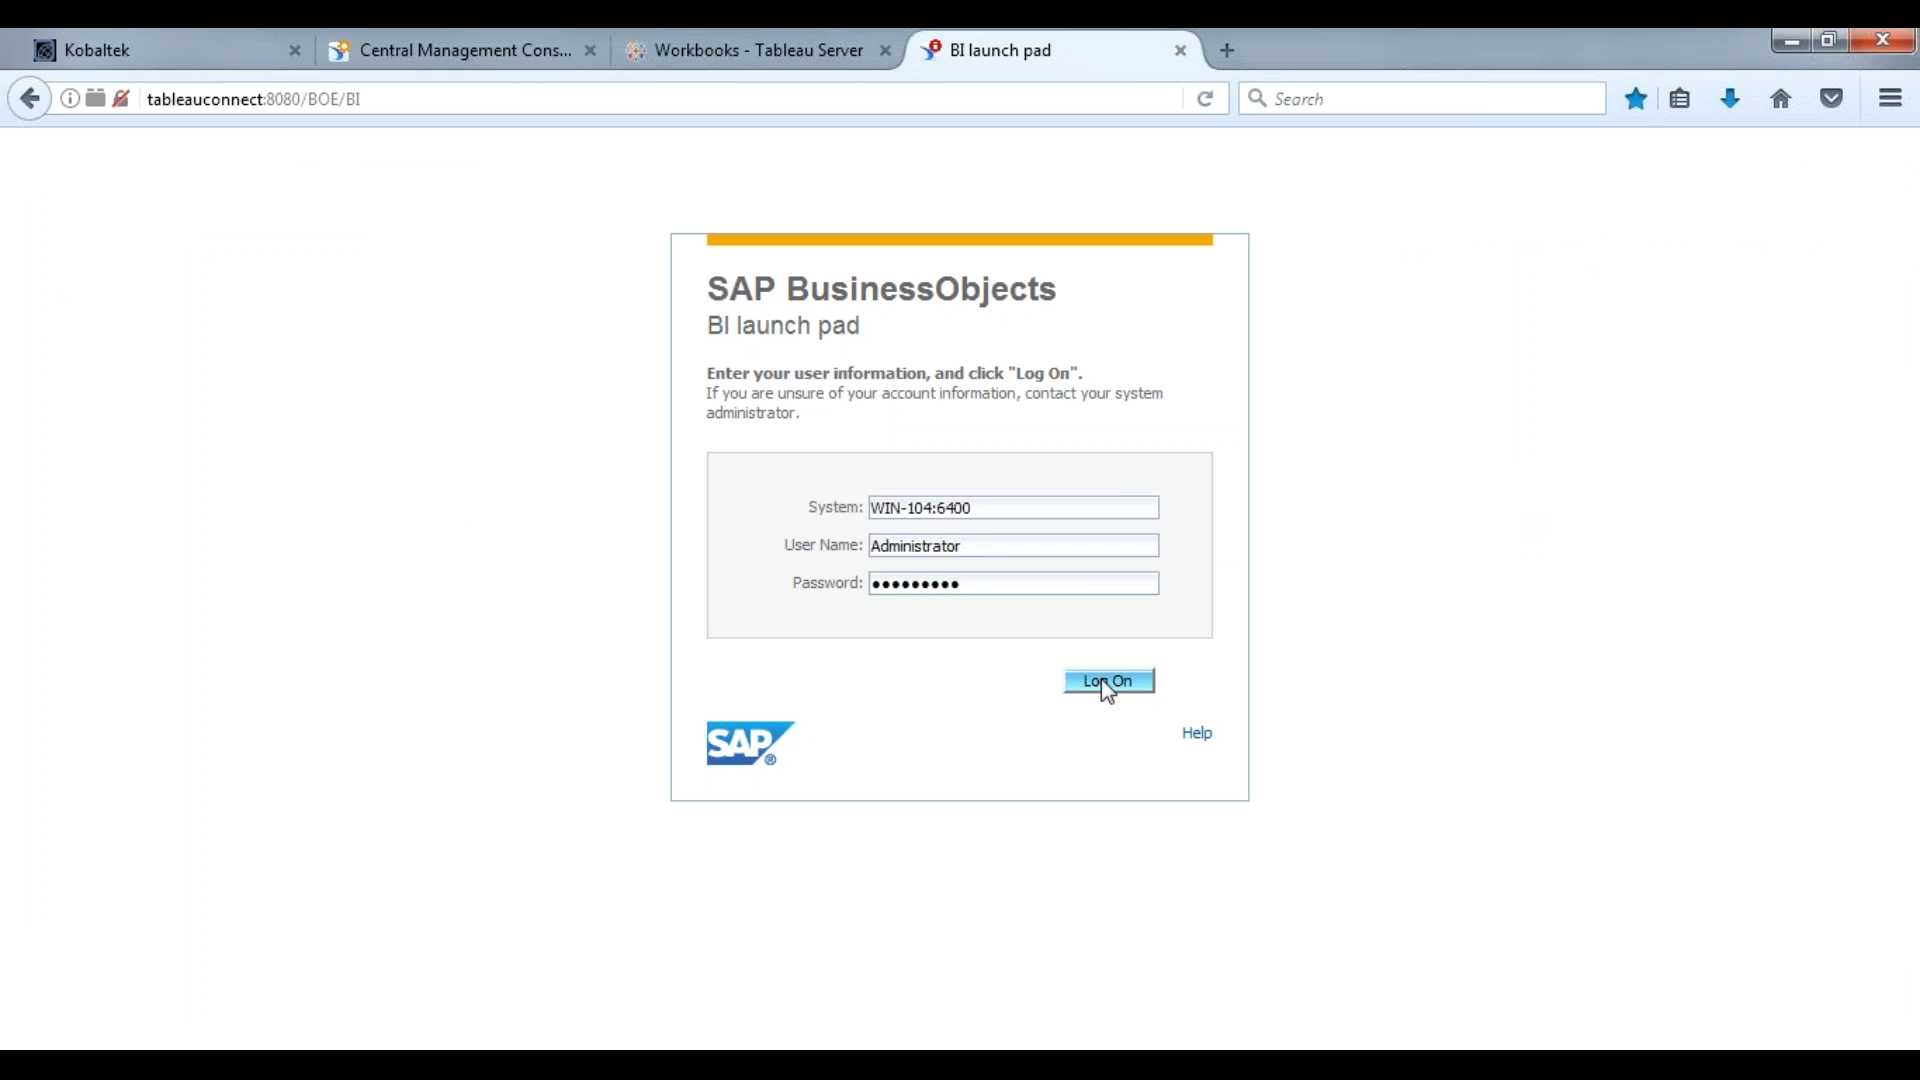 Kobaltek
Central Management Cons...
Workbooks - Tableau Server
BI launch pad
tableauconnect:8080/BOE/BI
Search
SAP BusinessObjects
BI launch pad
Enter your user information, and click "Log On".
If you are unsure of your account information, contact your system
administrator.
System: WIN-104:6400
User Name: Administrator
Password: •••••••••
Log On
SAP®
Help